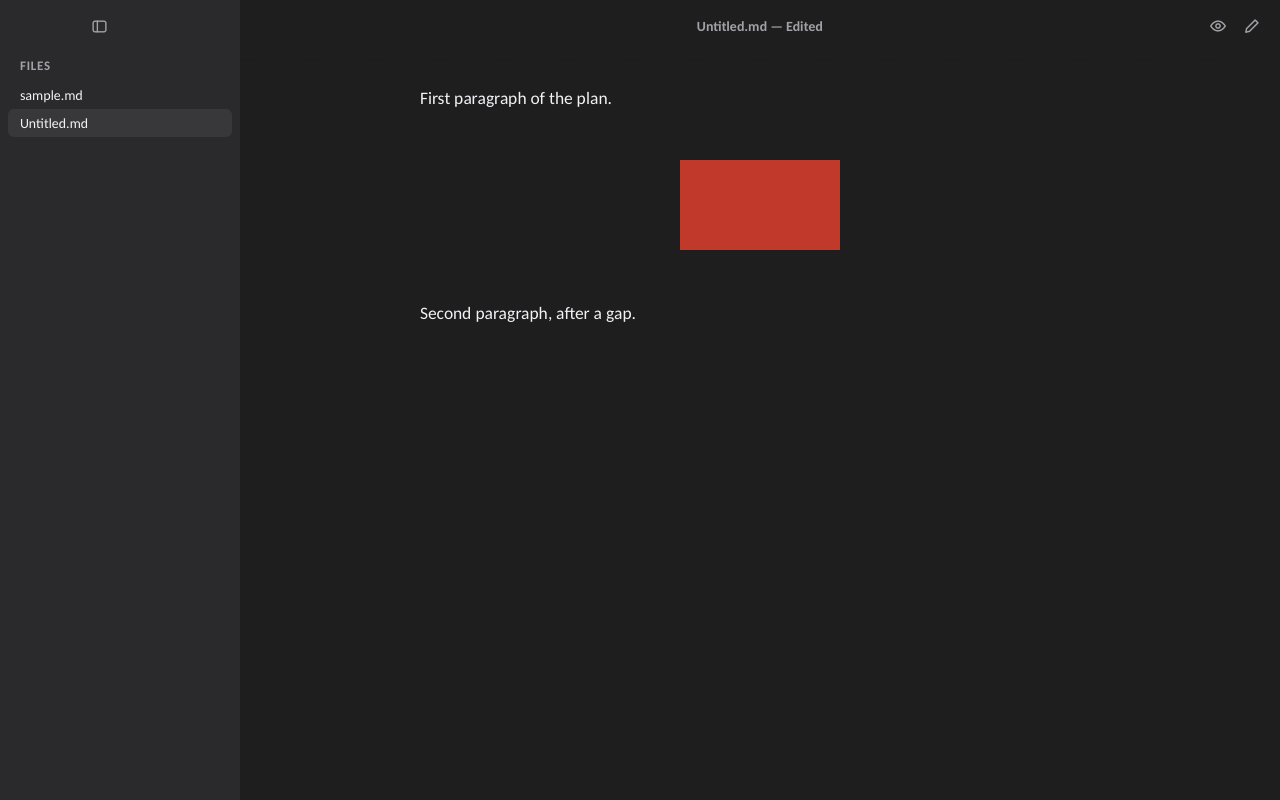 Untitled.md — Edited
FILES
sample.md
Untitled.md
First paragraph of the plan.
Second paragraph, after a gap.